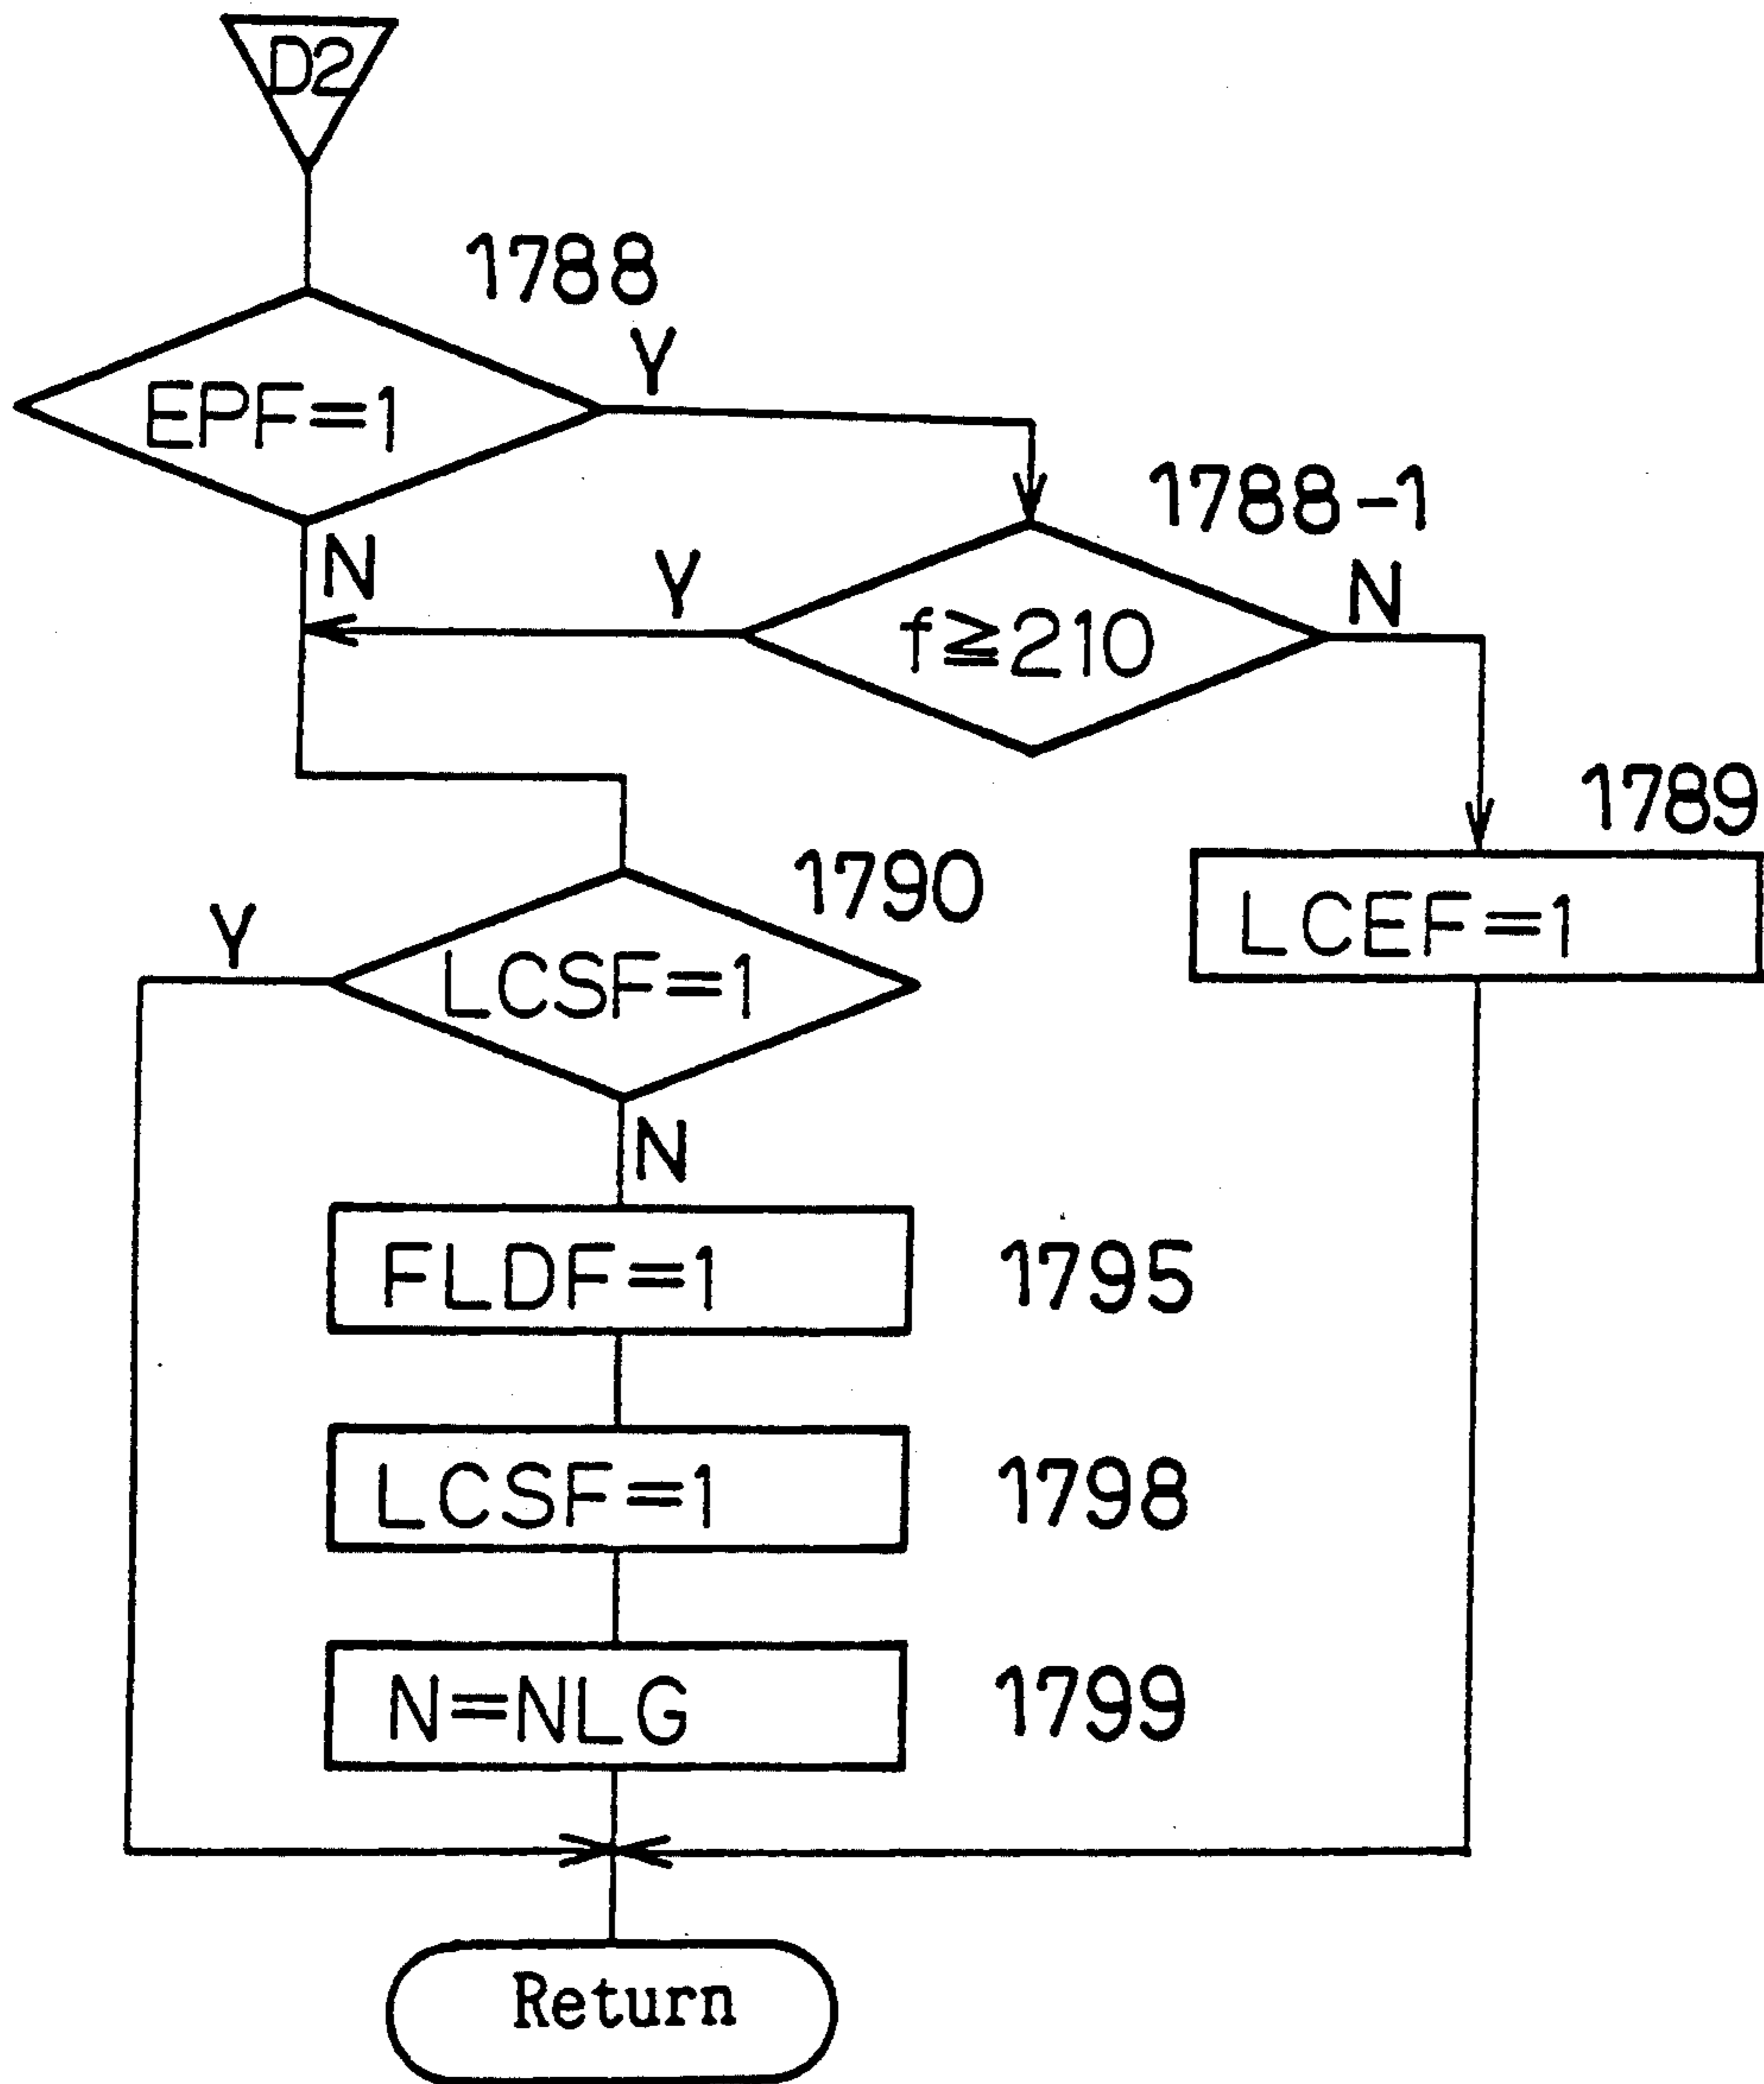 D2
1788
EPF=1
Y
N
1788-1
f≧210
Y
N
1789
LCEF=1
1790
LCSF=1
Y
N
FLDF=1
1795
LCSF=1
1798
N=NLG
1799
Return